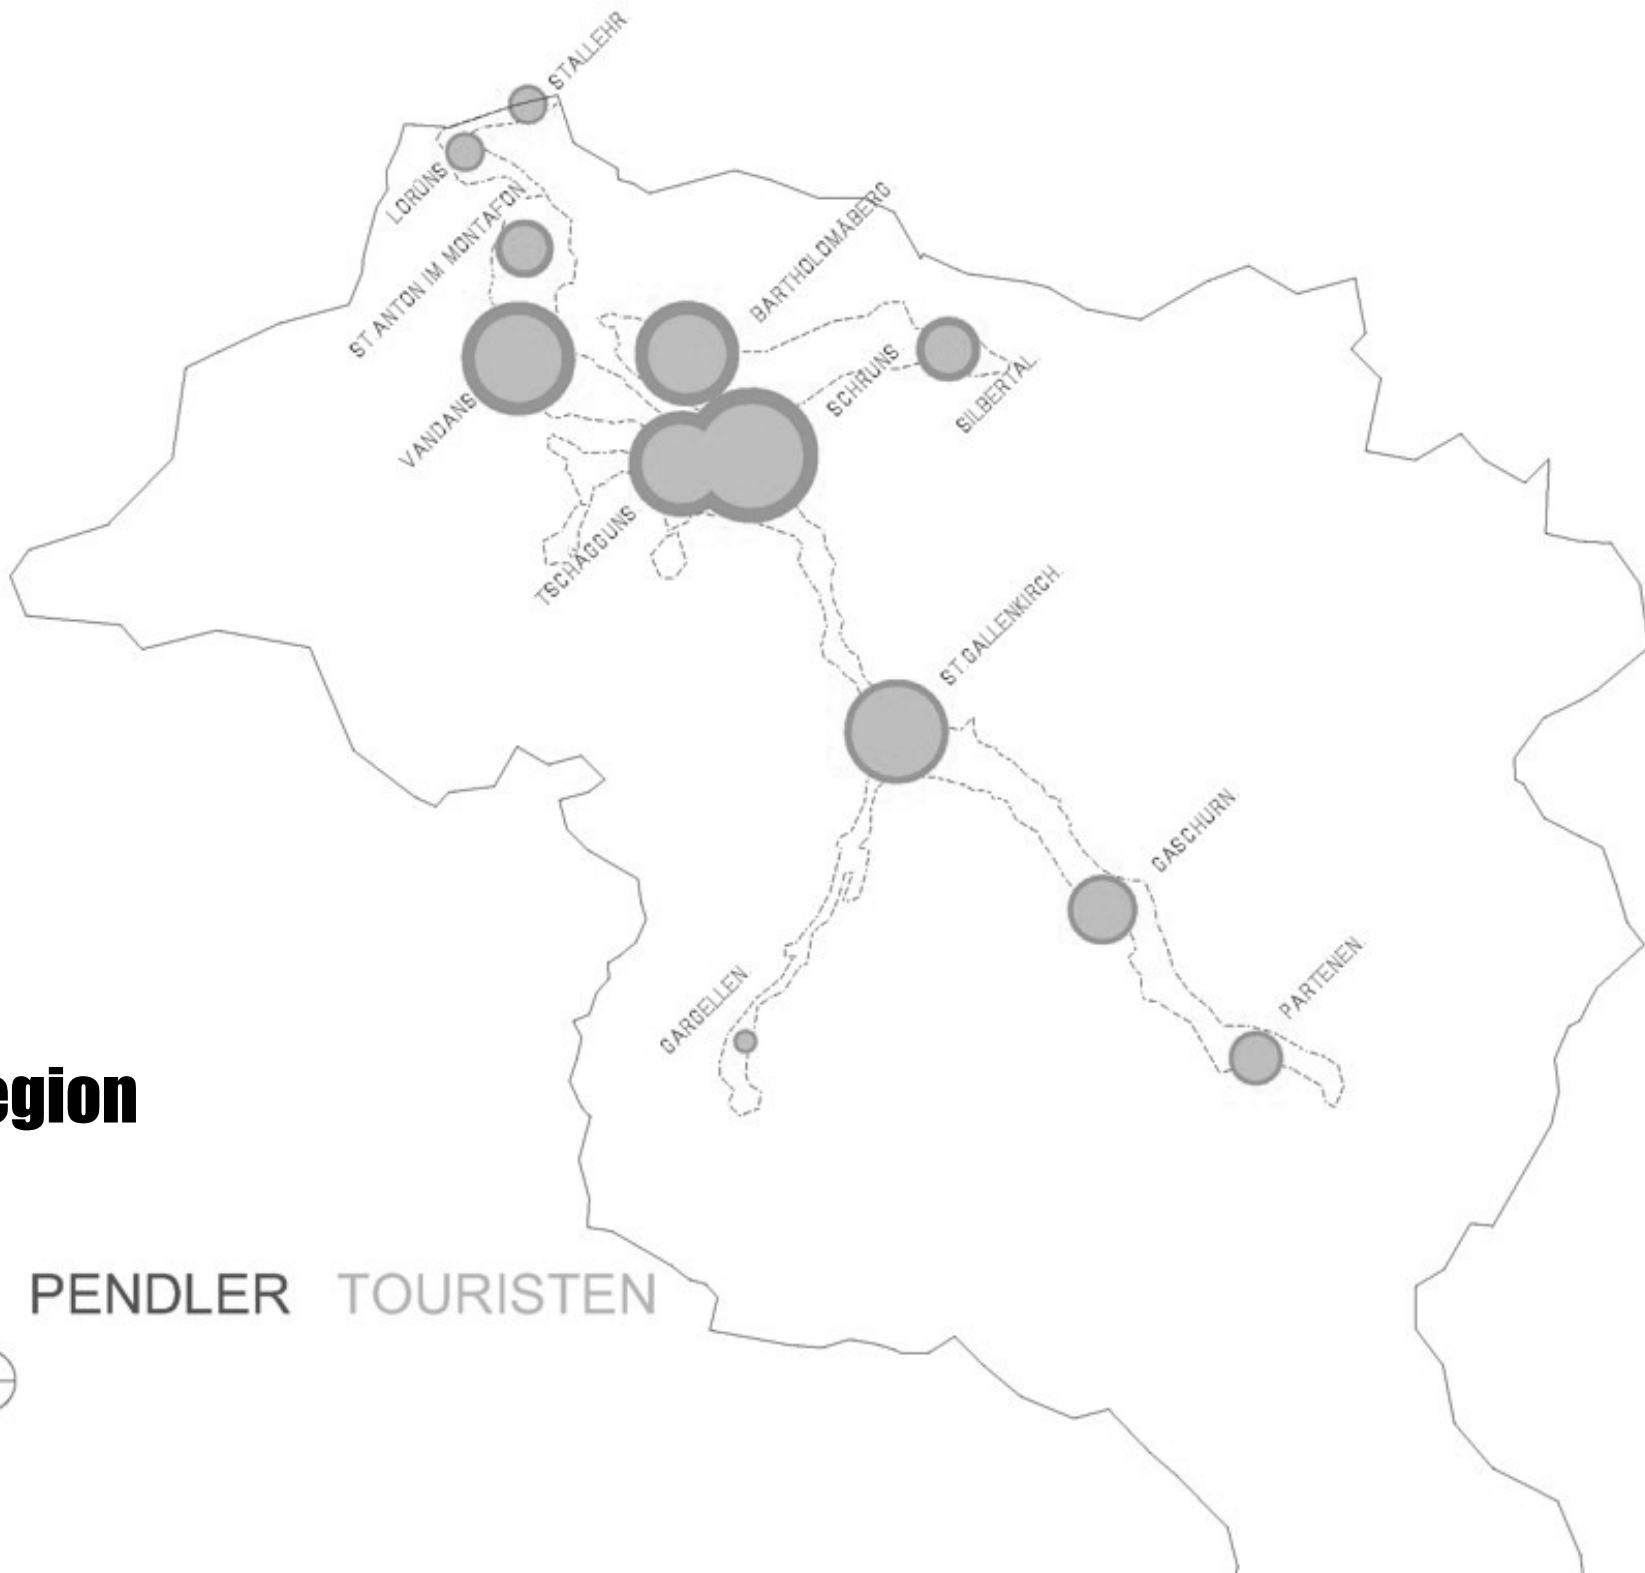 STALLEHR
LORÜNS
ST.ANTON IM MONTAFON
BARTHOLOMÄBERG
VANDANS
SCHRUNS
SILBERTAL
TSCHAGGUNS
ST.GALLENKIRCH
GASCHURN
GARGELLEN
PARTENEN
egion
PENDLER TOURISTEN